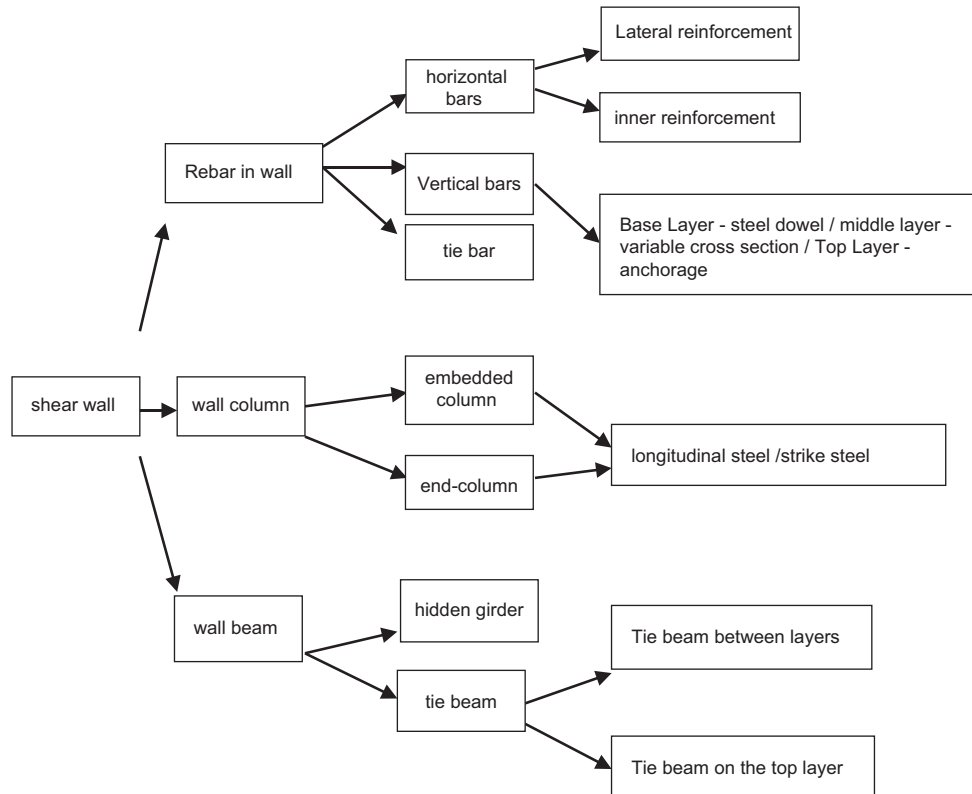 Lateral reinforcement
horizontal
bars
inner reinforcement
Rebar in wall
Vertical bars
Base Layer - steel dowel / middle layer -
variable cross section / Top Layer -
anchorage
tie bar
shear wall
wall column
embedded
column
longitudinal steel /strike steel
end-column
wall beam
hidden girder
Tie beam between layers
tie beam
Tie beam on the top layer